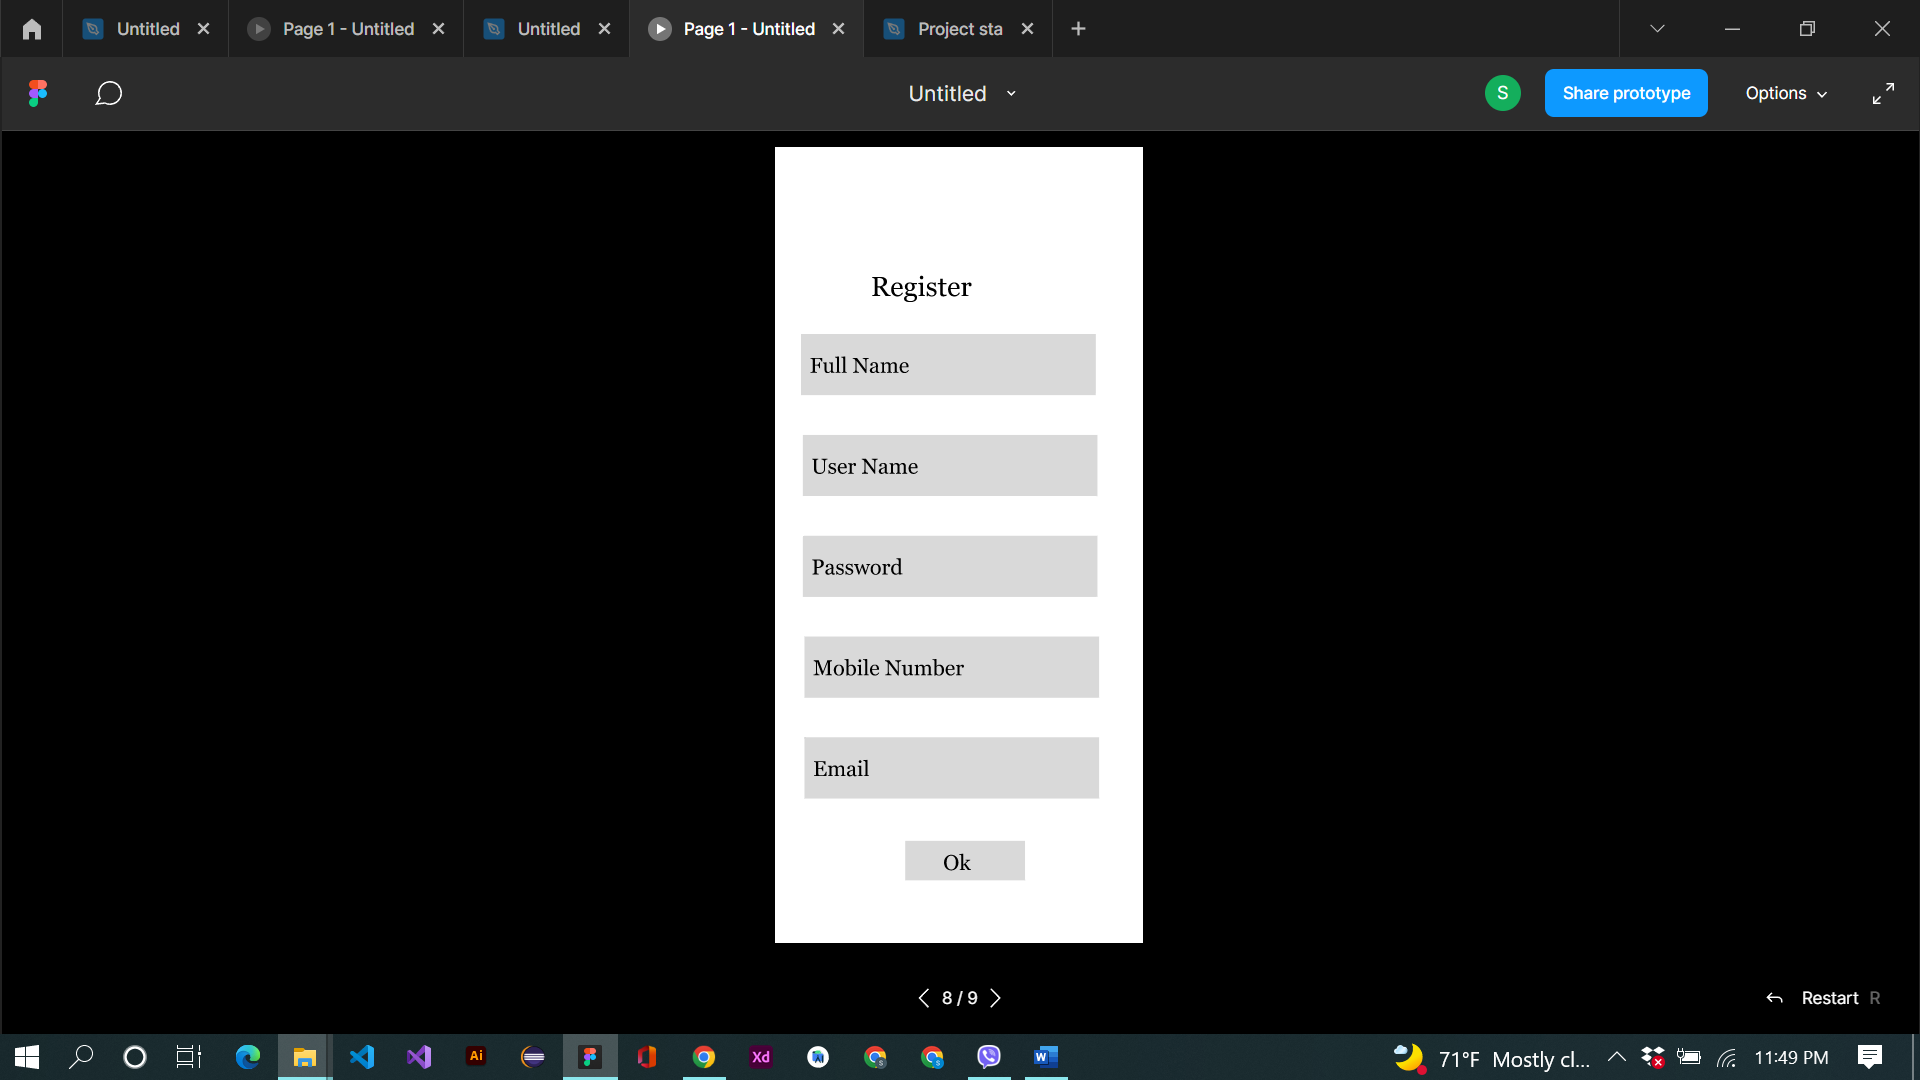 Untitled Page 1 - Untitled Untitled Page 1 - Untitled Project sta
Untitled S Share prototype Options
Register
Full Name
User Name
Password
Mobile Number
Email
Ok
8 / 9 Restart R
Ai Xd W 71°F Mostly cl... 11:49 PM